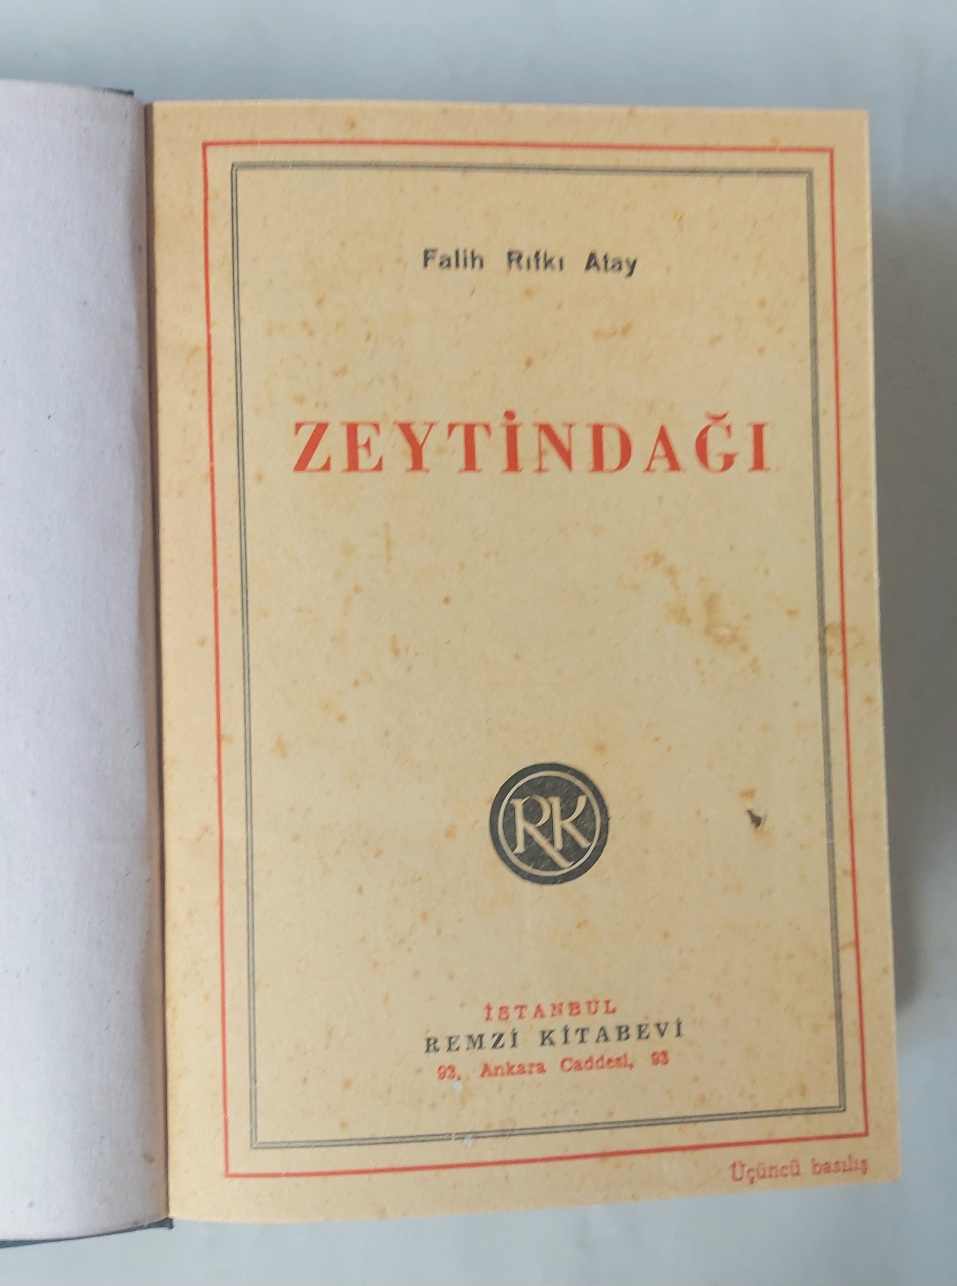 Falih Rıfkı Atay
ZEYTİNDAĞI
RK
İSTANBUL
REMZİ KİTABEVİ
93, Ankara Caddesi, 93
Üçüncü basılış